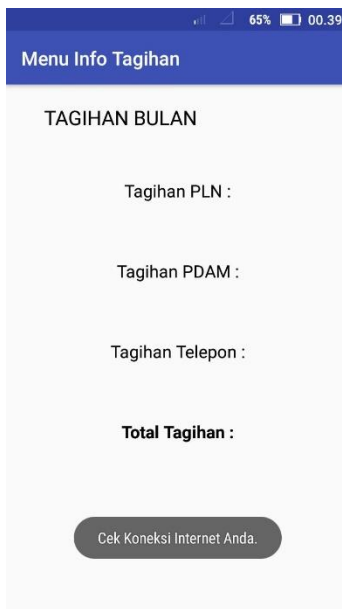 65% 00.39
Menu Info Tagihan
TAGIHAN BULAN
Tagihan PLN :
Tagihan PDAM :
Tagihan Telepon :
Total Tagihan :
Cek Koneksi Internet Anda.